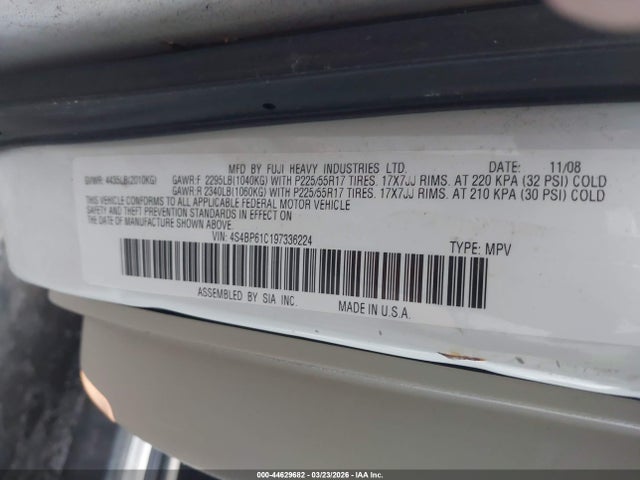 MFD BY FUJI HEAVY INDUSTRIES LTD. DATE: 11/08
GVWR: 4435LB(2010KG) GAWR:F 2295LB(1040KG) WITH P225/55R17 TIRES. 17X7JJ RIMS. AT 220 KPA (32 PSI) COLD
GAWR:R 2340LB(1060KG) WITH P225/55R17 TIRES. 17X7JJ RIMS. AT 210 KPA (30 PSI) COLD
THIS VEHICLE CONFORMS TO ALL APPLICABLE FEDERAL MOTOR VEHICLE
SAFETY AND THEFT PREVENTION STANDARDS IN EFFECT ON
THE DATE OF MANUFACTURE SHOWN ABOVE.
VIN: 4S4BP61C197336224 TYPE: MPV
ASSEMBLED BY SIA INC. MADE IN U.S.A.
© COPYRIGHT -- 44629682 / 03/23/2026 -- IAA HOLDINGS, LLC